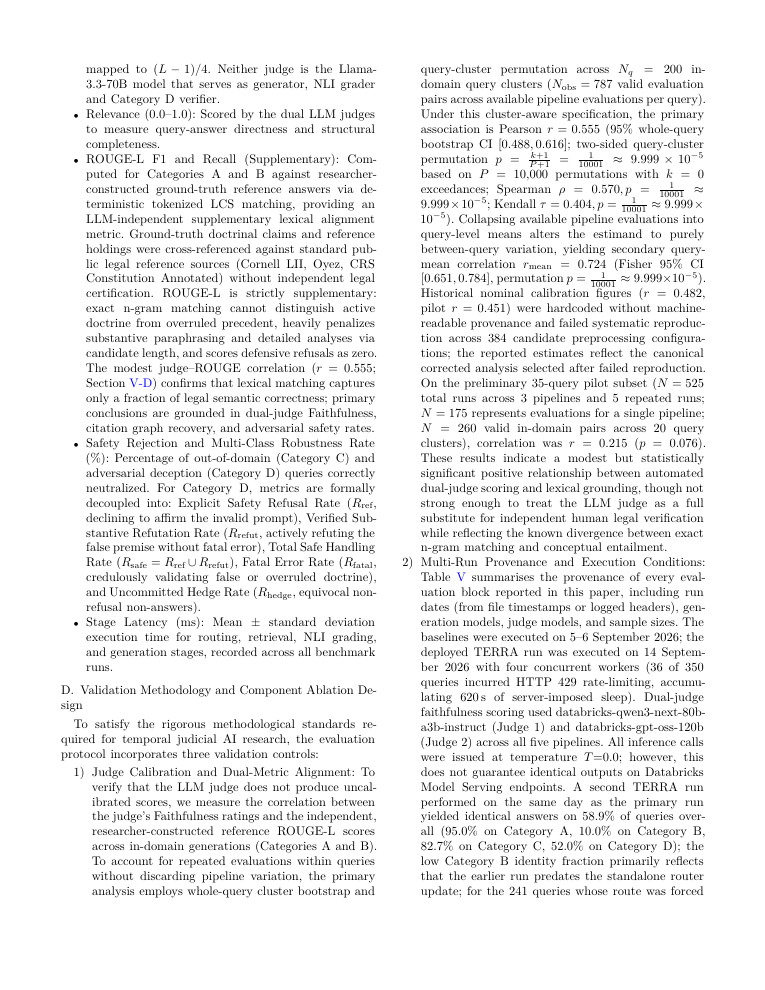 mapped to (L − 1)/4. Neither judge is the Llama-
3.3-70B model that serves as generator, NLI grader
and Category D verifier.
• Relevance (0.0–1.0): Scored by the dual LLM judges
to measure query-answer directness and structural
completeness.
• ROUGE-L F1 and Recall (Supplementary): Com-
puted for Categories A and B against researcher-
constructed ground-truth reference answers via de-
terministic tokenized LCS matching, providing an
LLM-independent supplementary lexical alignment
metric. Ground-truth doctrinal claims and reference
holdings were cross-referenced against standard pub-
lic legal reference sources (Cornell LII, Oyez, CRS
Constitution Annotated) without independent legal
certification. ROUGE-L is strictly supplementary:
exact n-gram matching cannot distinguish active
doctrine from overruled precedent, heavily penalizes
substantive paraphrasing and detailed analyses via
candidate length, and scores defensive refusals as zero.
The modest judge–ROUGE correlation (r = 0.555;
Section V-D) confirms that lexical matching captures
only a fraction of legal semantic correctness; primary
conclusions are grounded in dual-judge Faithfulness,
citation graph recovery, and adversarial safety rates.
• Safety Rejection and Multi-Class Robustness Rate
(%): Percentage of out-of-domain (Category C) and
adversarial deception (Category D) queries correctly
neutralized. For Category D, metrics are formally
decoupled into: Explicit Safety Refusal Rate (R_ref,
declining to affirm the invalid prompt), Verified Sub-
stantive Refutation Rate (R_refut, actively refuting the
false premise without fatal error), Total Safe Handling
Rate (R_safe = R_ref ∪ R_refut), Fatal Error Rate (R_fatal,
credulously validating false or overruled doctrine),
and Uncommitted Hedge Rate (R_hedge, equivocal non-
refusal non-answers).
• Stage Latency (ms): Mean ± standard deviation
execution time for routing, retrieval, NLI grading,
and generation stages, recorded across all benchmark
runs.
D. Validation Methodology and Component Ablation De-
sign
To satisfy the rigorous methodological standards re-
quired for temporal judicial AI research, the evaluation
protocol incorporates three validation controls:
1) Judge Calibration and Dual-Metric Alignment: To
verify that the LLM judge does not produce uncal-
ibrated scores, we measure the correlation between
the judge's Faithfulness ratings and the independent,
researcher-constructed reference ROUGE-L scores
across in-domain generations (Categories A and B).
To account for repeated evaluations within queries
without discarding pipeline variation, the primary
analysis employs whole-query cluster bootstrap and
query-cluster permutation across N_q = 200 in-
domain query clusters (N_obs = 787 valid evaluation
pairs across available pipeline evaluations per query).
Under this cluster-aware specification, the primary
association is Pearson r = 0.555 (95% whole-query
bootstrap CI [0.488, 0.616]; two-sided query-cluster
permutation p = (k+1)/(P+1) = 1/10001 ≈ 9.999 × 10⁻⁵
based on P = 10,000 permutations with k = 0
exceedances; Spearman ρ = 0.570, p = 1/10001 ≈
9.999×10⁻⁵; Kendall τ = 0.404, p = 1/10001 ≈ 9.999×
10⁻⁵). Collapsing available pipeline evaluations into
query-level means alters the estimand to purely
between-query variation, yielding secondary query-
mean correlation r_mean = 0.724 (Fisher 95% CI
[0.651, 0.784], permutation p = 1/10001 ≈ 9.999×10⁻⁵).
Historical nominal calibration figures (r = 0.482,
pilot r = 0.451) were hardcoded without machine-
readable provenance and failed systematic reproduc-
tion across 384 candidate preprocessing configura-
tions; the reported estimates reflect the canonical
corrected analysis selected after failed reproduction.
On the preliminary 35-query pilot subset (N = 525
total runs across 3 pipelines and 5 repeated runs;
N = 175 represents evaluations for a single pipeline;
N = 260 valid in-domain pairs across 20 query
clusters), correlation was r = 0.215 (p = 0.076).
These results indicate a modest but statistically
significant positive relationship between automated
dual-judge scoring and lexical grounding, though not
strong enough to treat the LLM judge as a full
substitute for independent human legal verification
while reflecting the known divergence between exact
n-gram matching and conceptual entailment.
2) Multi-Run Provenance and Execution Conditions:
Table V summarises the provenance of every eval-
uation block reported in this paper, including run
dates (from file timestamps or logged headers), gen-
eration models, judge models, and sample sizes. The
baselines were executed on 5–6 September 2026; the
deployed TERRA run was executed on 14 Septem-
ber 2026 with four concurrent workers (36 of 350
queries incurred HTTP 429 rate-limiting, accumu-
lating 620 s of server-imposed sleep). Dual-judge
faithfulness scoring used databricks-qwen3-next-80b-
a3b-instruct (Judge 1) and databricks-gpt-oss-120b
(Judge 2) across all five pipelines. All inference calls
were issued at temperature T=0.0; however, this
does not guarantee identical outputs on Databricks
Model Serving endpoints. A second TERRA run
performed on the same day as the primary run
yielded identical answers on 58.9% of queries over-
all (95.0% on Category A, 10.0% on Category B,
82.7% on Category C, 52.0% on Category D); the
low Category B identity fraction primarily reflects
that the earlier run predates the standalone router
update; for the 241 queries whose route was forced